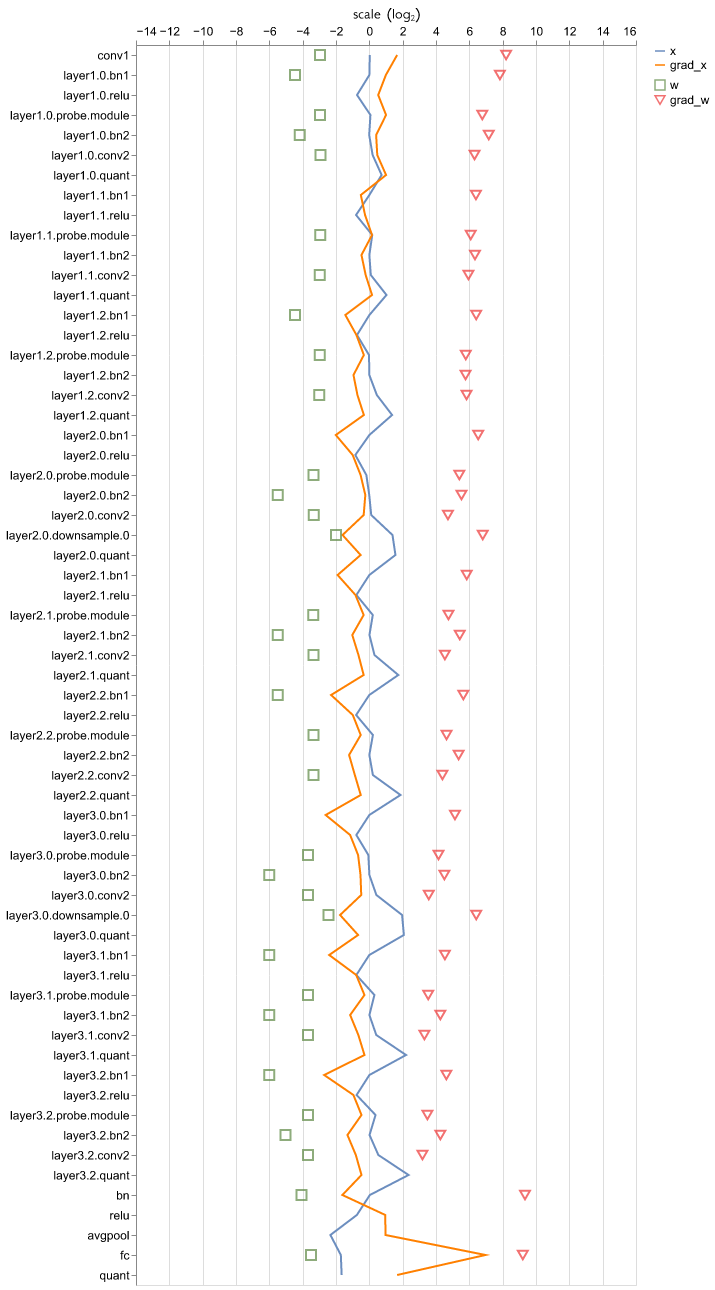 scale (log₂)
−14 −12 −10 −8 −6 −4 −2 0 2 4 6 8 10 12 14 16
x
grad_x
w
grad_w
conv1
layer1.0.bn1
layer1.0.relu
layer1.0.probe.module
layer1.0.bn2
layer1.0.conv2
layer1.0.quant
layer1.1.bn1
layer1.1.relu
layer1.1.probe.module
layer1.1.bn2
layer1.1.conv2
layer1.1.quant
layer1.2.bn1
layer1.2.relu
layer1.2.probe.module
layer1.2.bn2
layer1.2.conv2
layer1.2.quant
layer2.0.bn1
layer2.0.relu
layer2.0.probe.module
layer2.0.bn2
layer2.0.conv2
layer2.0.downsample.0
layer2.0.quant
layer2.1.bn1
layer2.1.relu
layer2.1.probe.module
layer2.1.bn2
layer2.1.conv2
layer2.1.quant
layer2.2.bn1
layer2.2.relu
layer2.2.probe.module
layer2.2.bn2
layer2.2.conv2
layer2.2.quant
layer3.0.bn1
layer3.0.relu
layer3.0.probe.module
layer3.0.bn2
layer3.0.conv2
layer3.0.downsample.0
layer3.0.quant
layer3.1.bn1
layer3.1.relu
layer3.1.probe.module
layer3.1.bn2
layer3.1.conv2
layer3.1.quant
layer3.2.bn1
layer3.2.relu
layer3.2.probe.module
layer3.2.bn2
layer3.2.conv2
layer3.2.quant
bn
relu
avgpool
fc
quant